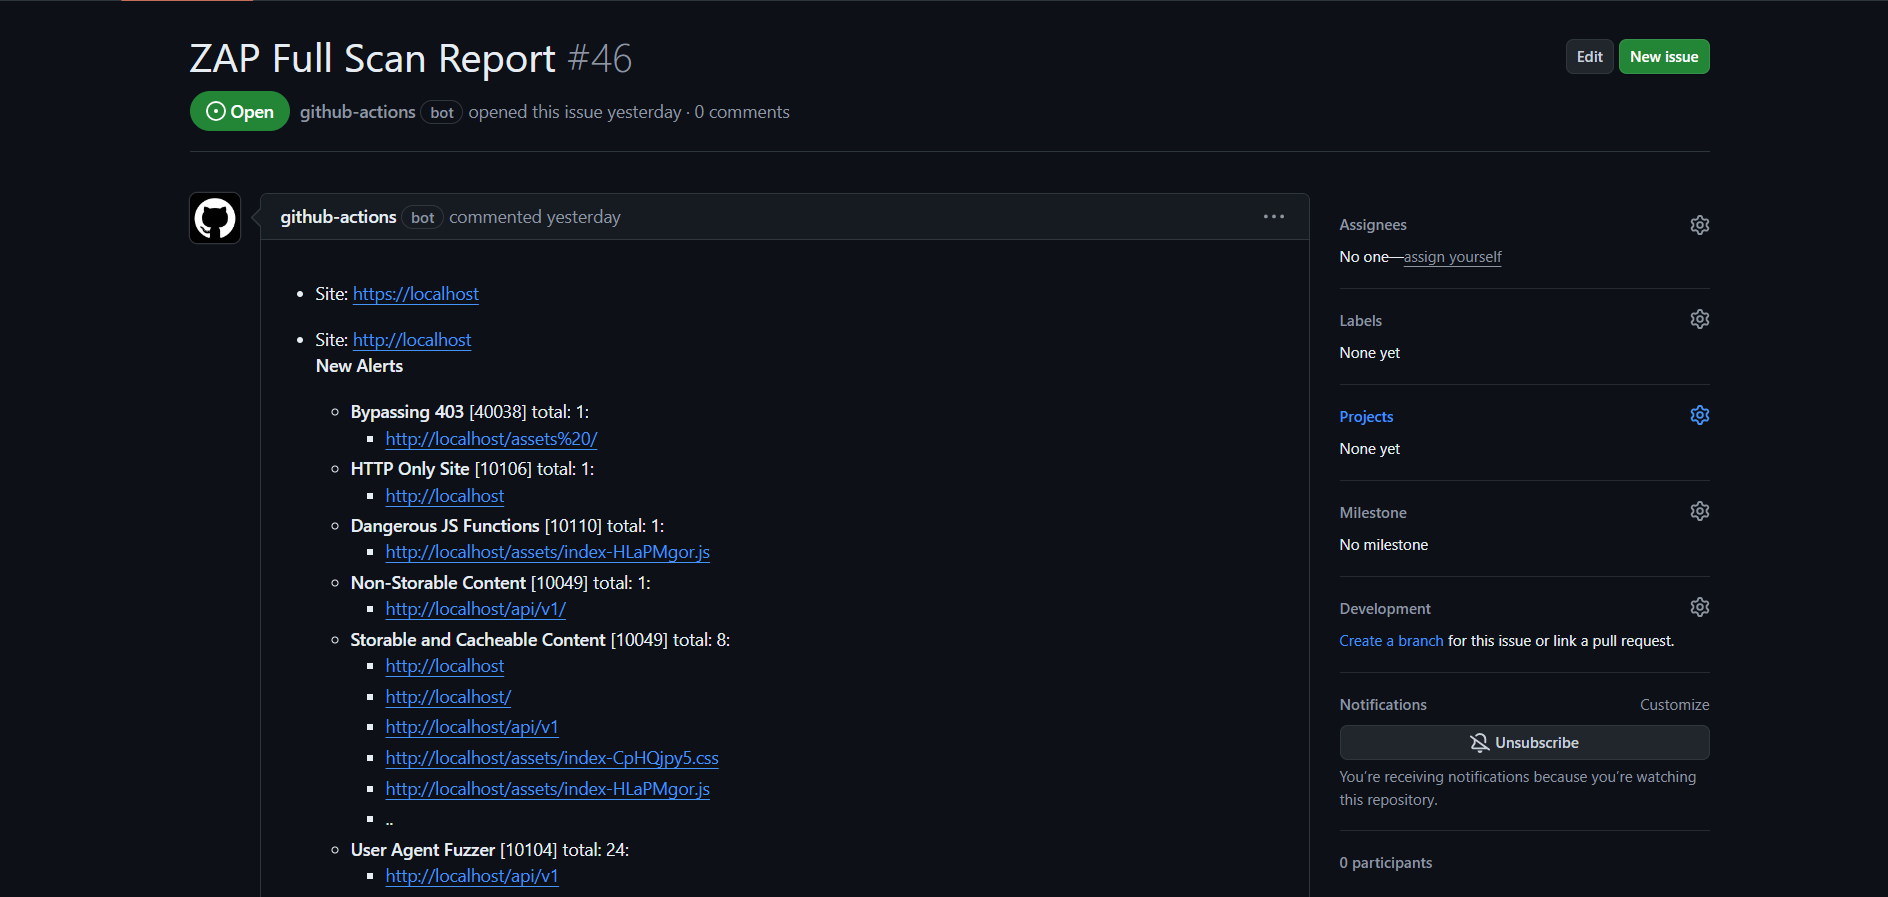 ZAP Full Scan Report #46
Edit
New issue
Open
github-actions bot opened this issue yesterday · 0 comments
github-actions bot commented yesterday
Site: https://localhost
Site: http://localhost
New Alerts
Bypassing 403 [40038] total: 1:
http://localhost/assets%20/
HTTP Only Site [10106] total: 1:
http://localhost
Dangerous JS Functions [10110] total: 1:
http://localhost/assets/index-HLaPMgor.js
Non-Storable Content [10049] total: 1:
http://localhost/api/v1/
Storable and Cacheable Content [10049] total: 8:
http://localhost
http://localhost/
http://localhost/api/v1
http://localhost/assets/index-CpHQjpy5.css
http://localhost/assets/index-HLaPMgor.js
..
User Agent Fuzzer [10104] total: 24:
http://localhost/api/v1
Assignees
No one—assign yourself
Labels
None yet
Projects
None yet
Milestone
No milestone
Development
Create a branch for this issue or link a pull request.
Notifications
Customize
Unsubscribe
You're receiving notifications because you're watching
this repository.
0 participants